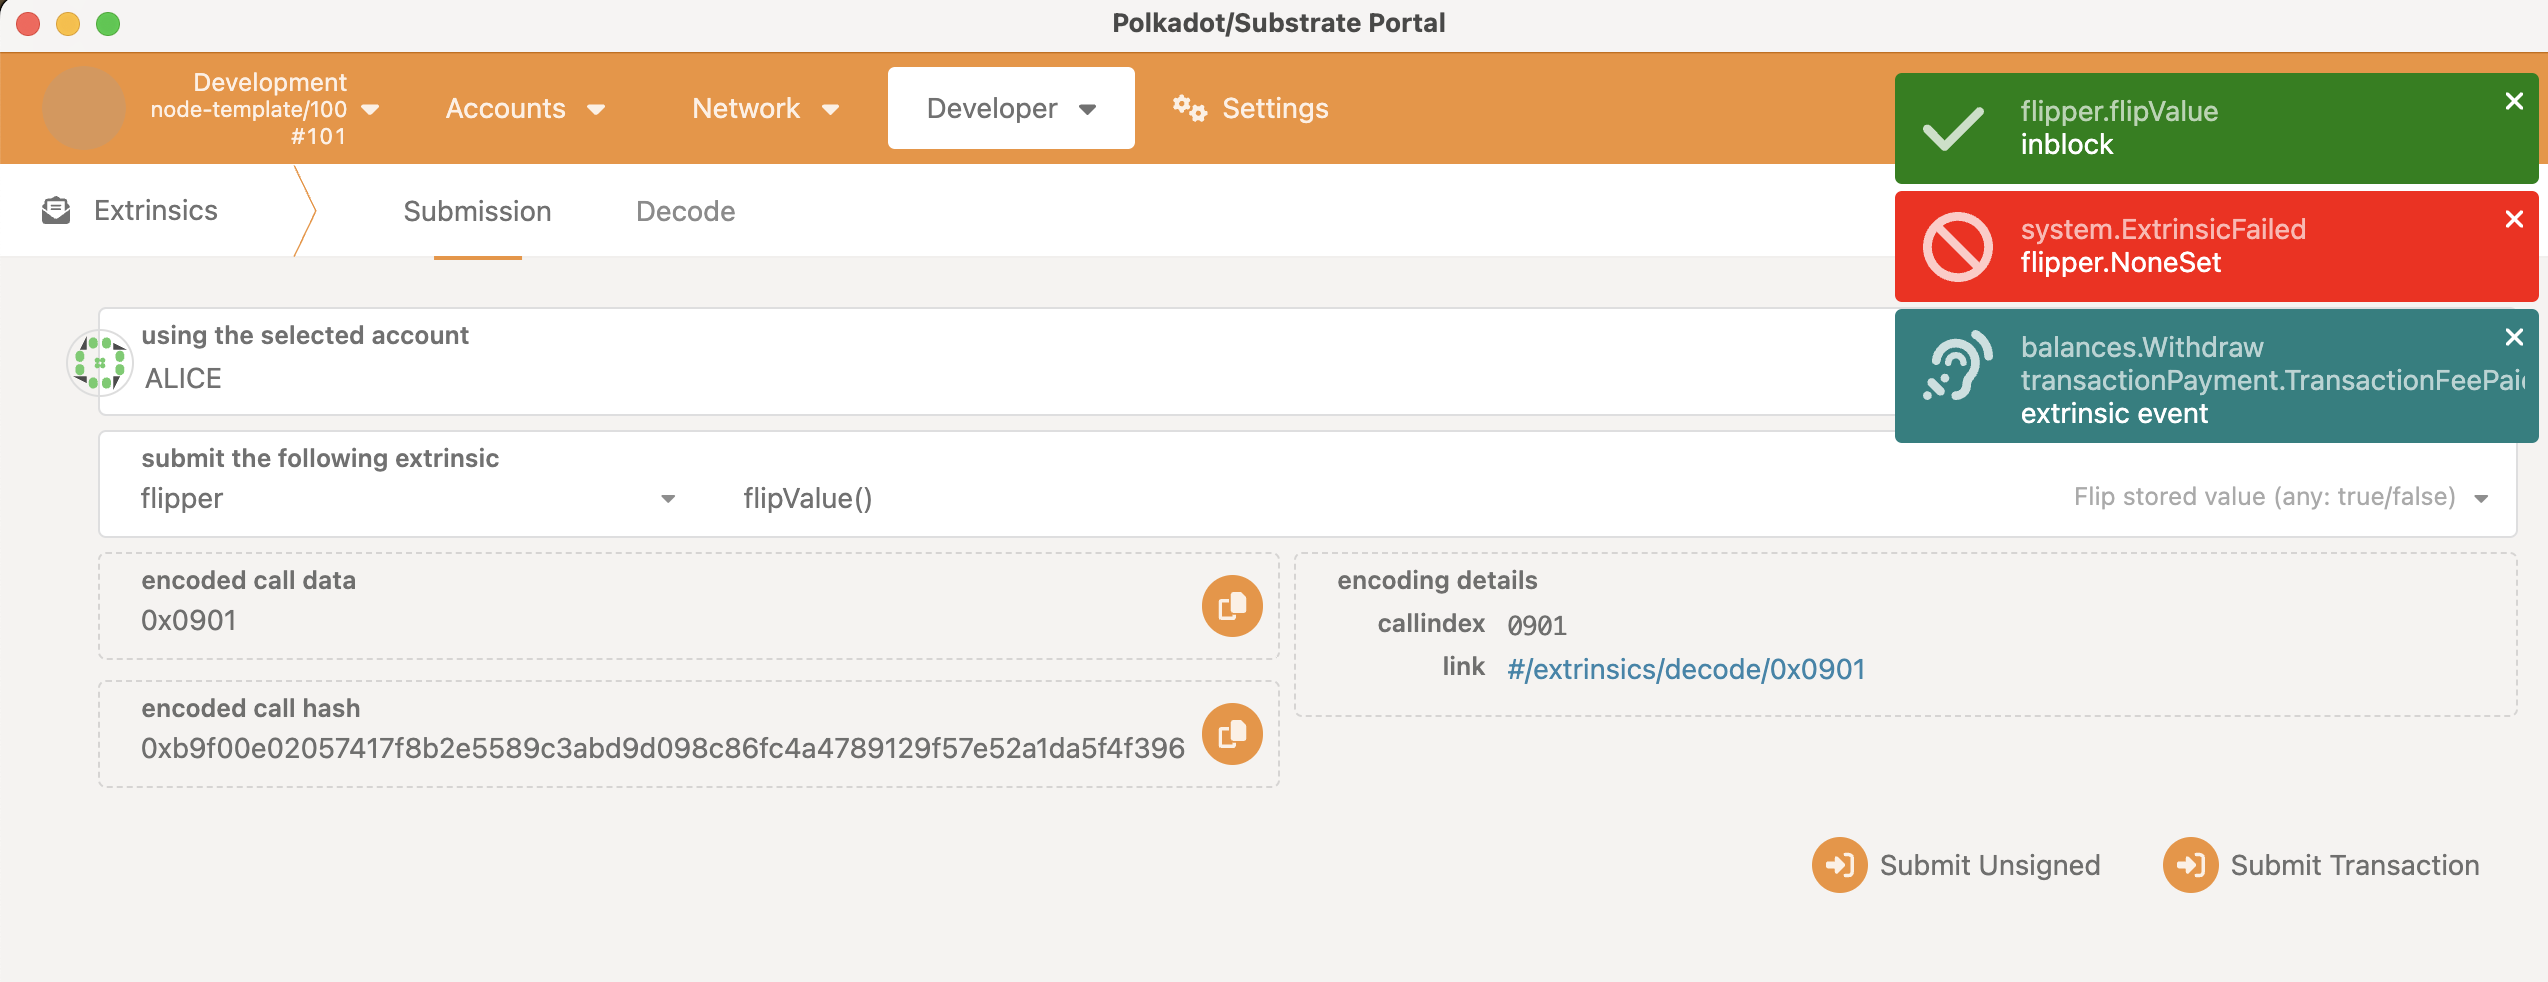 Polkadot/Substrate Portal
Development
node-template/100
#101
Accounts
Network
Developer
Settings
flipper.flipValue
inblock
system.ExtrinsicFailed
flipper.NoneSet
balances.Withdraw
transactionPayment.TransactionFeePaid
extrinsic event
Extrinsics
Submission
Decode
using the selected account
ALICE
submit the following extrinsic
flipper
flipValue()
Flip stored value (any: true/false)
encoded call data
0x0901
encoding details
callindex 0901
link #/extrinsics/decode/0x0901
encoded call hash
0xb9f00e02057417f8b2e5589c3abd9d098c86fc4a4789129f57e52a1da5f4f396
Submit Unsigned
Submit Transaction